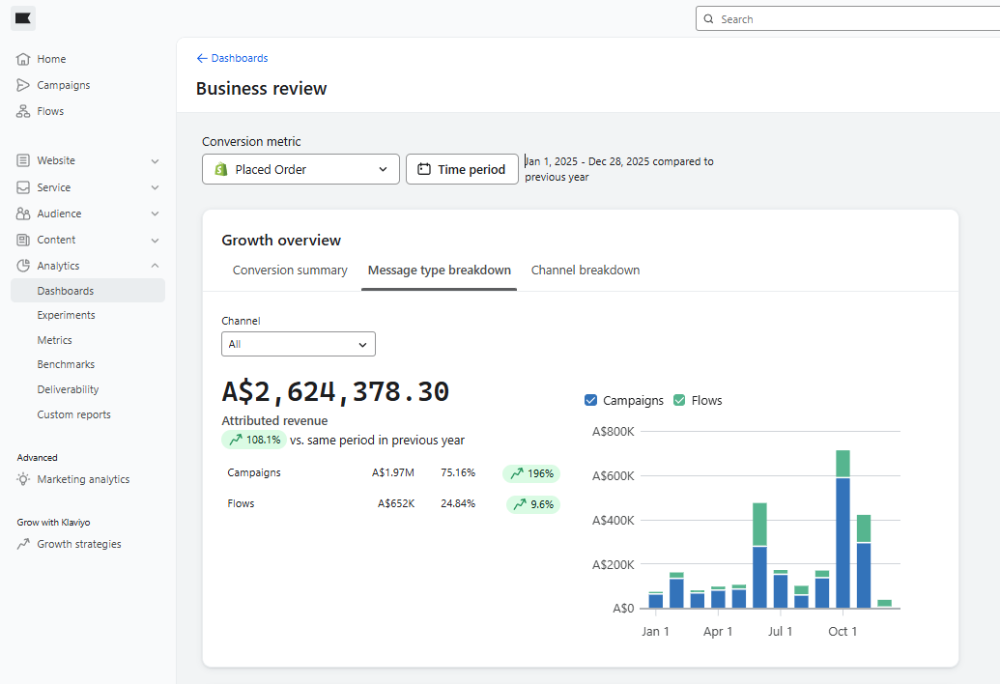 Search
Home
Campaigns
Flows
Website
Service
Audience
Content
Analytics
Dashboards
Experiments
Metrics
Benchmarks
Deliverability
Custom reports
Advanced
Marketing analytics
Grow with Klaviyo
Growth strategies
← Dashboards
Business review
Conversion metric
Placed Order
Time period
Jan 1, 2025 - Dec 28, 2025 compared to
previous year
Growth overview
Conversion summary Message type breakdown Channel breakdown
Channel
All
A$2,624,378.30
Attributed revenue
108.1% vs. same period in previous year
Campaigns A$1.97M 75.16% 196%
Flows A$652K 24.84% 9.6%
Campaigns Flows
A$800K
A$600K
A$400K
A$200K
A$0
Jan 1 Apr 1 Jul 1 Oct 1